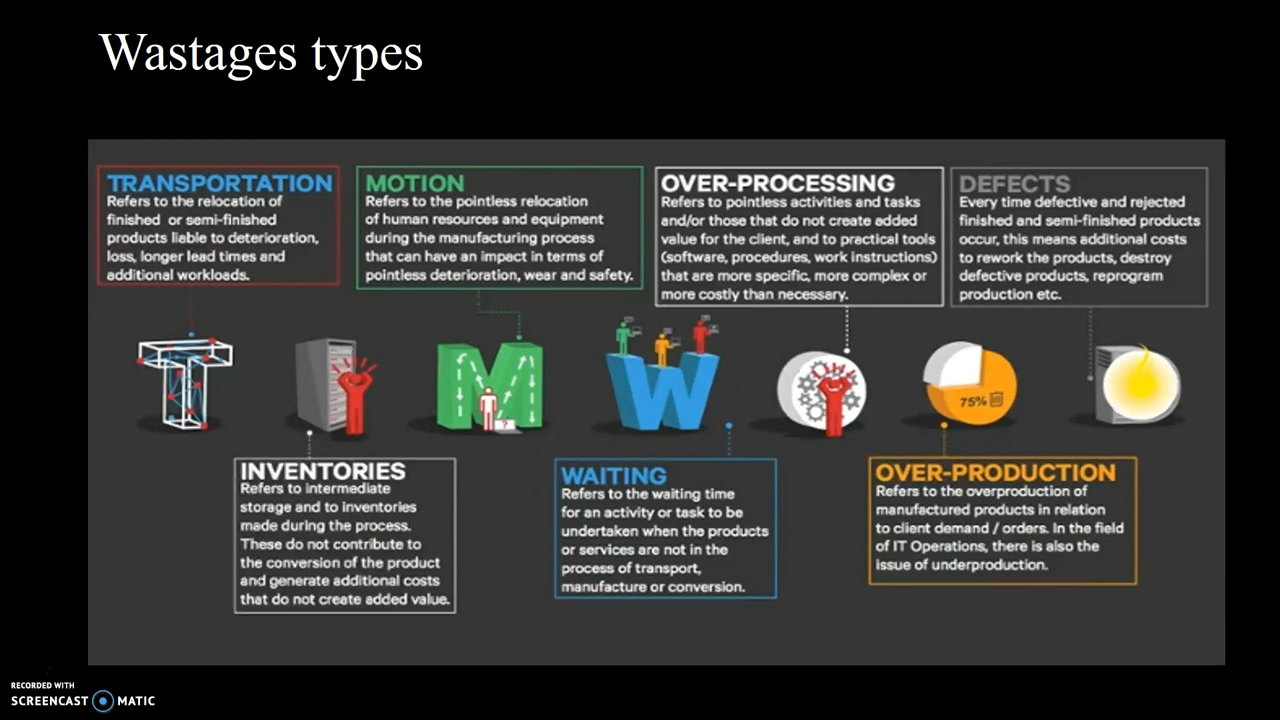 Wastages types
TRANSPORTATION
Refers to the relocation of
finished or semi-finished
products liable to deterioration,
loss, longer lead times and
additional workloads.
MOTION
Refers to the pointless relocation
of human resources and equipment
during the manufacturing process
that can have an impact in terms of
pointless deterioration, wear and safety.
OVER-PROCESSING
Refers to pointless activities and tasks
and/or those that do not create added
value for the client, and to practical tools
(software, procedures, work instructions)
that are more specific, more complex or
more costly than necessary.
DEFECTS
Every time defective and rejected
finished and semi-finished products
occur, this means additional costs
to rework the products, destroy
defective products, reprogram
production etc.
T
M
?
W
75%
INVENTORIES
Refers to intermediate
storage and to inventories
made during the process.
These do not contribute to
the conversion of the product
and generate additional costs
that do not create added value.
WAITING
Refers to the waiting time
for an activity or task to be
undertaken when the products
or services are not in the
process of transport,
manufacture or conversion.
OVER-PRODUCTION
Refers to the overproduction of
manufactured products in relation
to client demand / orders. In the field
of IT Operations, there is also the
issue of underproduction.
RECORDED WITH
SCREENCAST MATIC